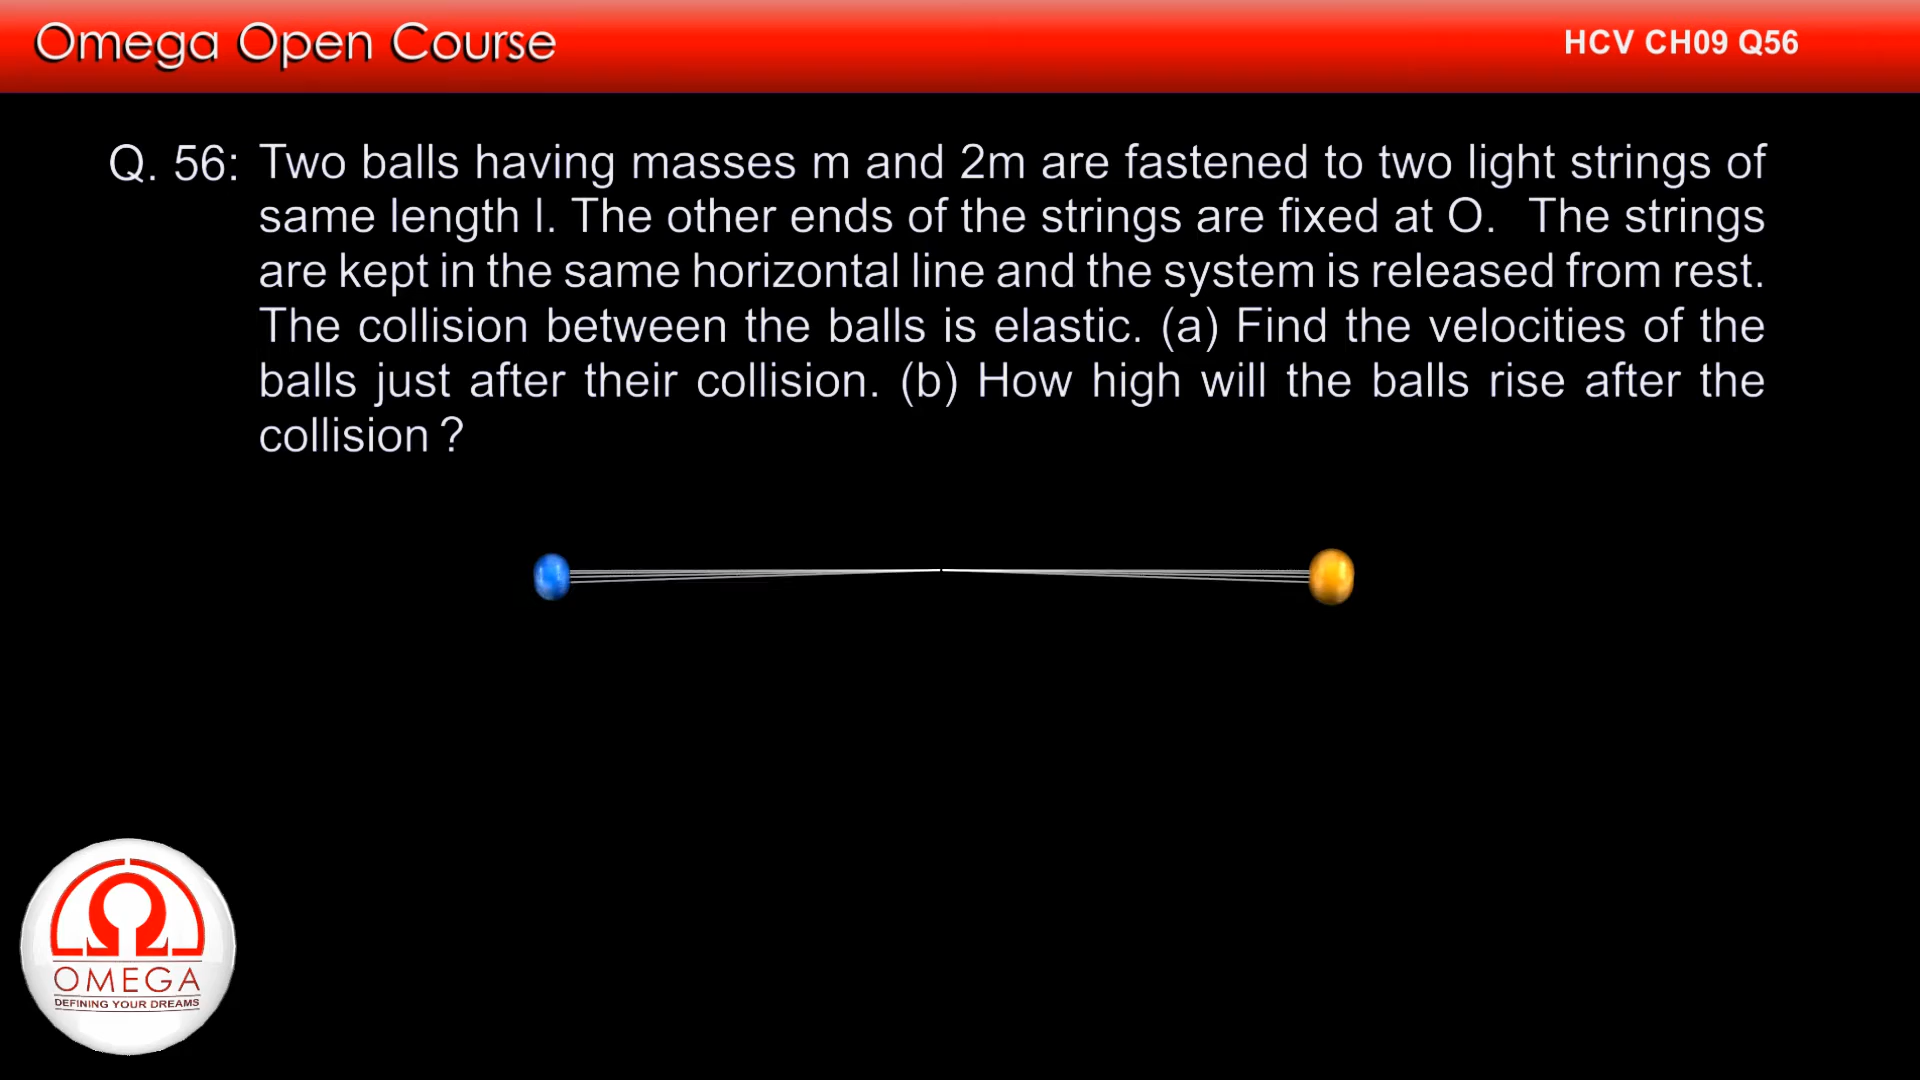 Omega Open Course
HCV CH09 Q56
Q. 56: Two balls having masses m and 2m are fastened to two light strings of
same length l. The other ends of the strings are fixed at O. The strings
are kept in the same horizontal line and the system is released from rest.
The collision between the balls is elastic. (a) Find the velocities of the
balls just after their collision. (b) How high will the balls rise after the
collision ?
Ω
OMEGA
DEFINING YOUR DREAMS